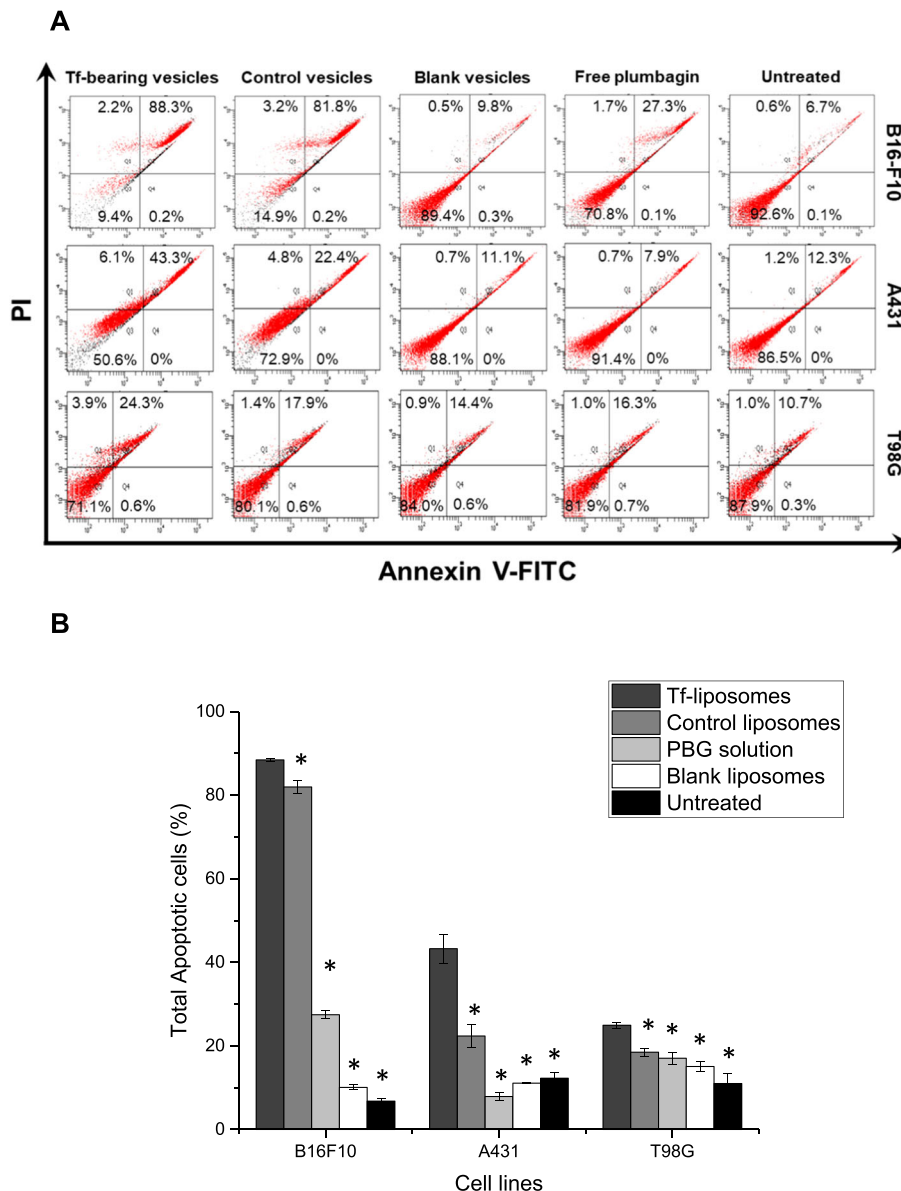 A
Tf-bearing vesicles Control vesicles Blank vesicles Free plumbagin Untreated
2.2% 88.3% 3.2% 81.8% 0.5% 9.8% 1.7% 27.3% 0.6% 6.7%
9.4% 0.2% 14.9% 0.2% 89.4% 0.3% 70.8% 0.1% 92.6% 0.1%
B16-F10
6.1% 43.3% 4.8% 22.4% 0.7% 11.1% 0.7% 7.9% 1.2% 12.3%
50.6% 0% 72.9% 0% 88.1% 0% 91.4% 0% 86.5% 0%
A431
3.9% 24.3% 1.4% 17.9% 0.9% 14.4% 1.0% 16.3% 1.0% 10.7%
71.1% 0.6% 80.1% 0.6% 84.0% 0.6% 81.9% 0.7% 87.9% 0.3%
T98G
PI
Annexin V-FITC
B
Tf-liposomes
Control liposomes
PBG solution
Blank liposomes
Untreated
Total Apoptotic cells (%)
100
80
60
40
20
0
* * * *
* * * *
* * * *
B16F10 A431 T98G
Cell lines